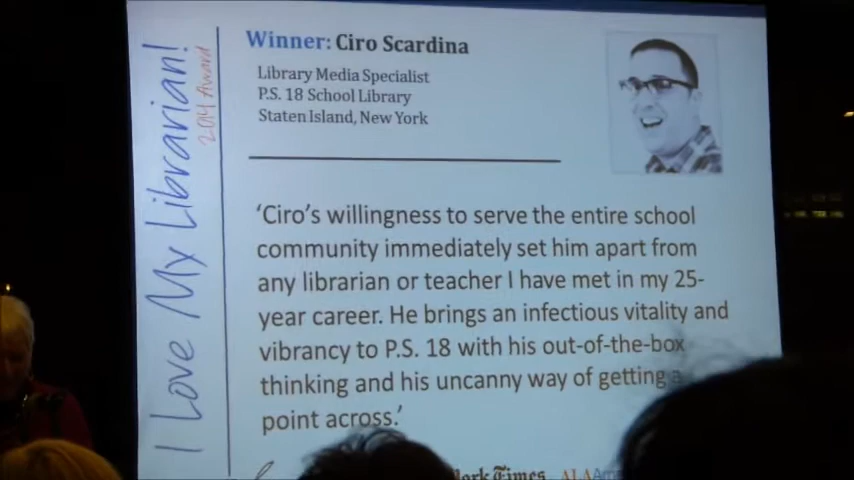 I Love My Librarian!
2014 Award
Winner: Ciro Scardina
Library Media Specialist
P.S. 18 School Library
Staten Island, New York
‘Ciro’s willingness to serve the entire school
community immediately set him apart from
any librarian or teacher I have met in my 25-
year career. He brings an infectious vitality and
vibrancy to P.S. 18 with his out-of-the-box
thinking and his uncanny way of getting a
point across.’
York Times ALA